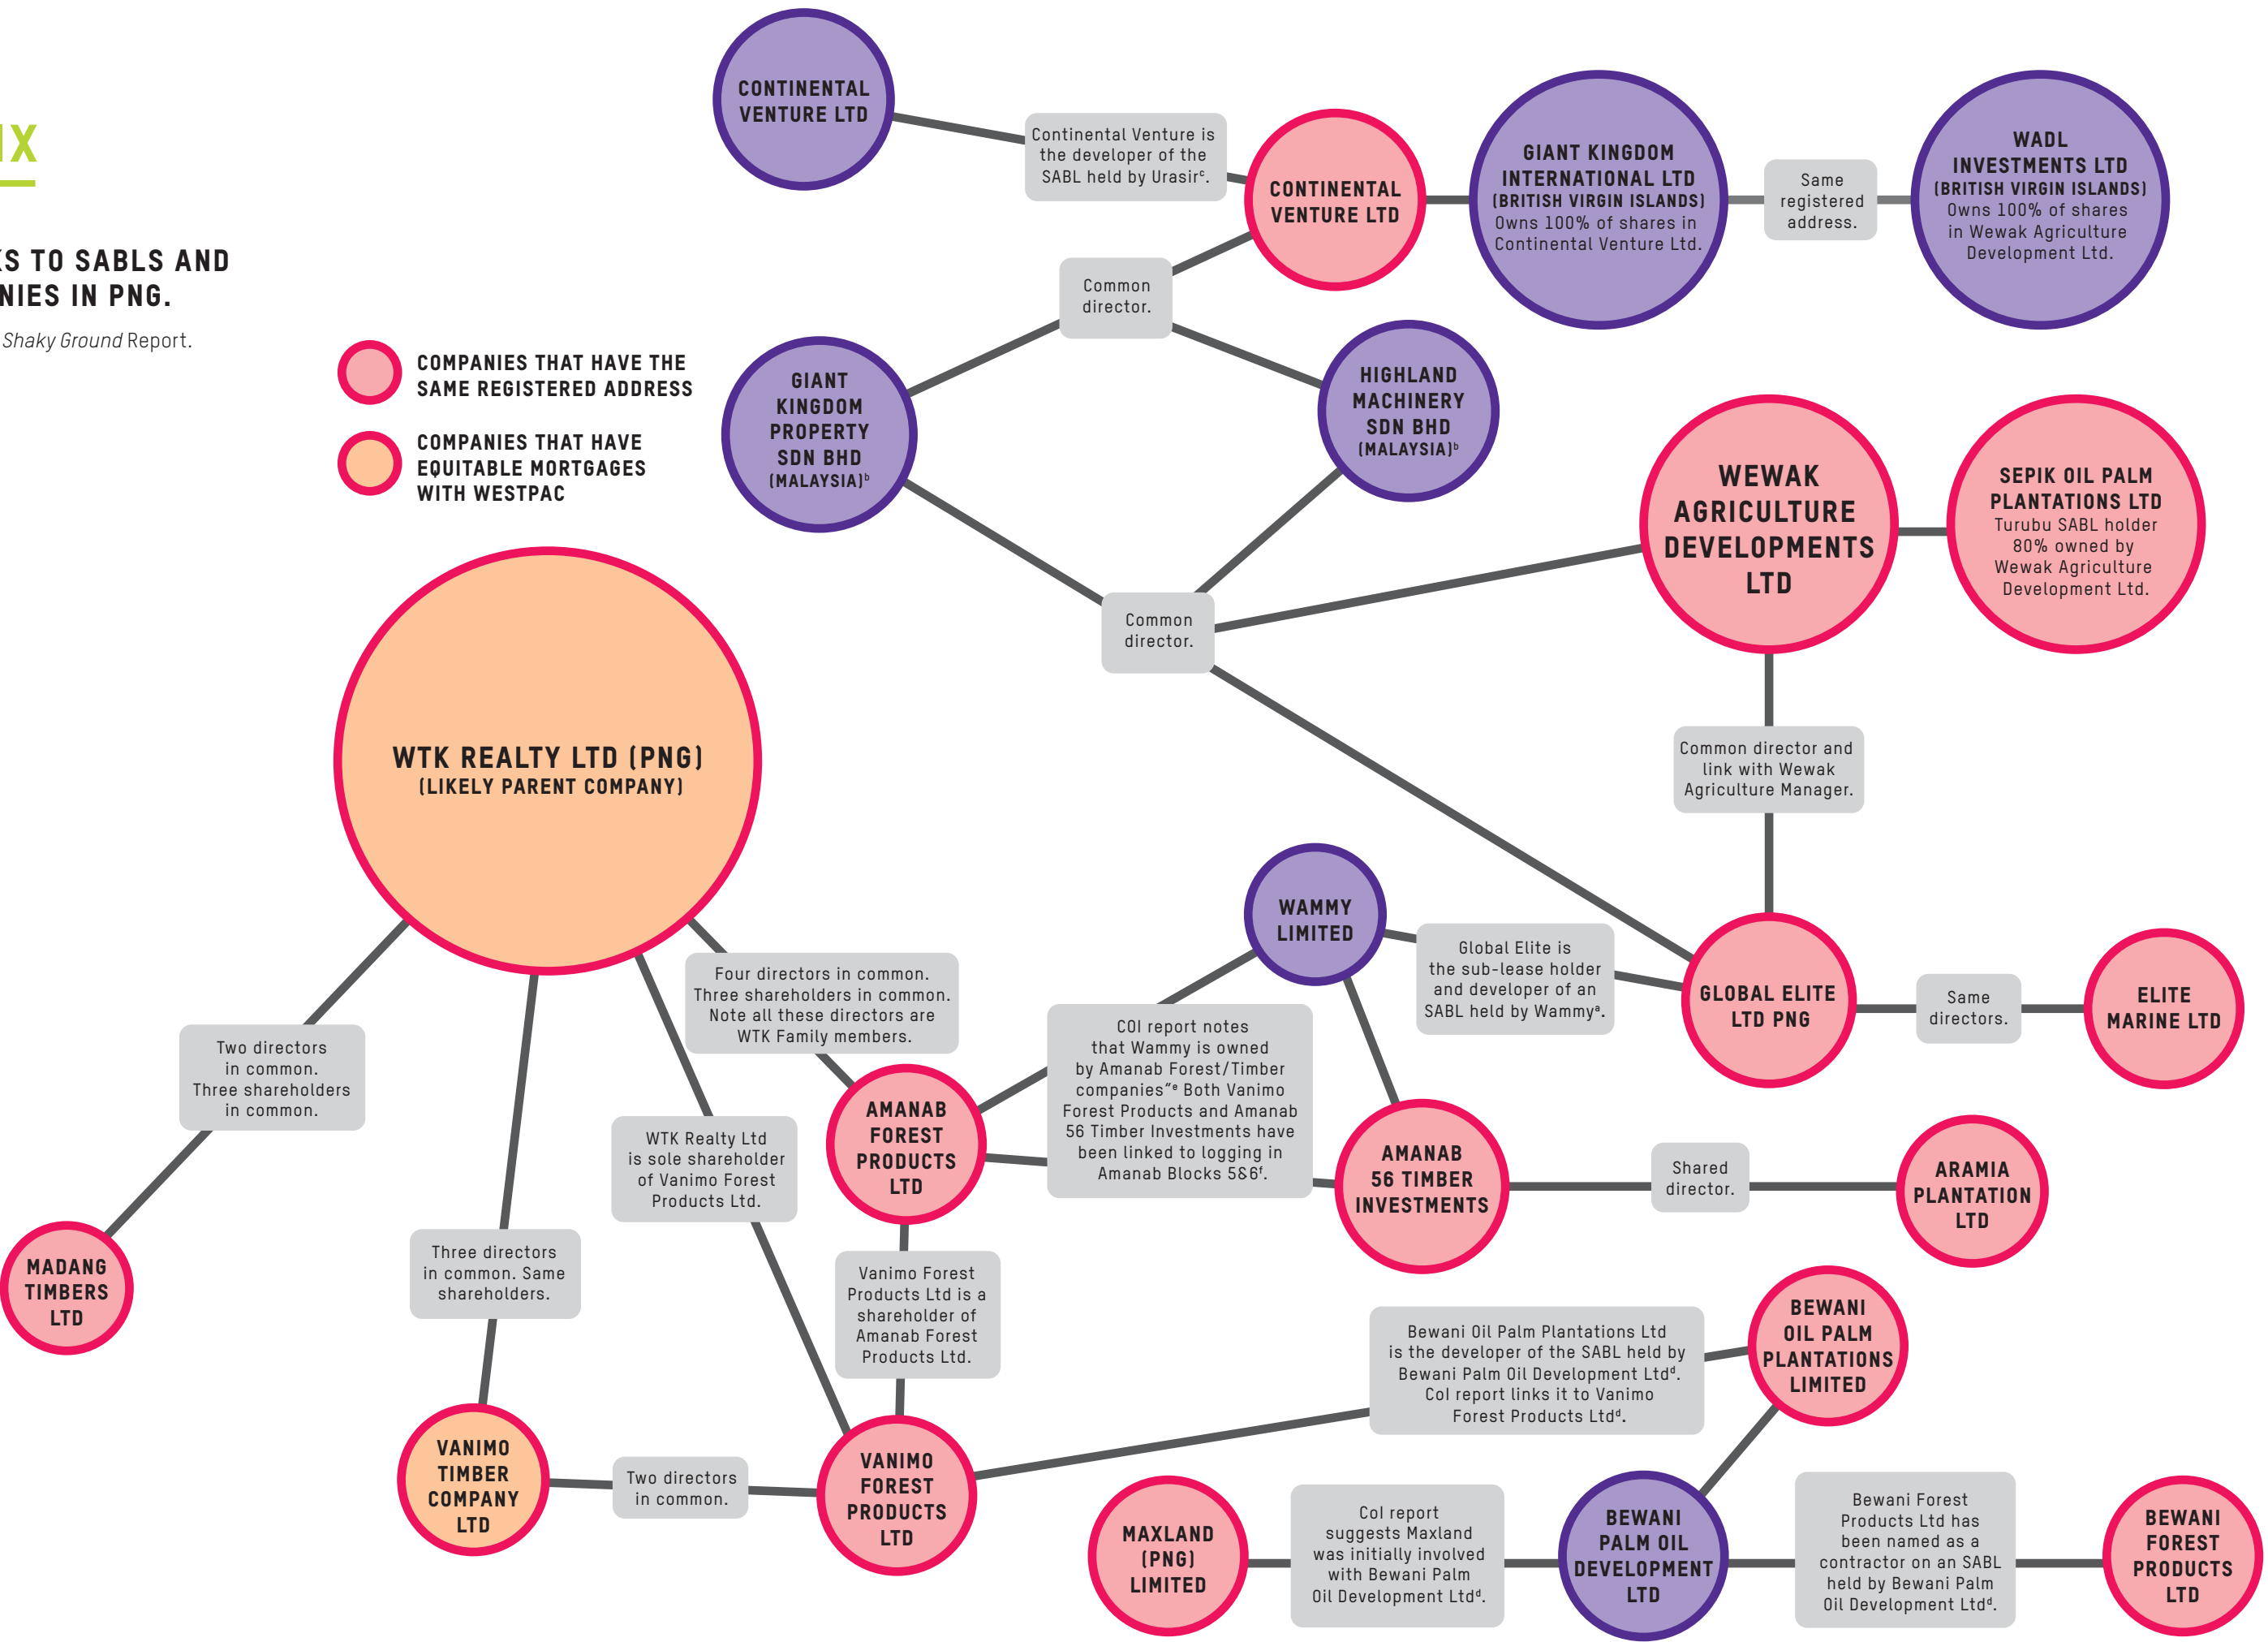 IX
KS TO SABLS AND
NIES IN PNG.
Shaky Ground Report.
COMPANIES THAT HAVE THE
SAME REGISTERED ADDRESS
COMPANIES THAT HAVE
EQUITABLE MORTGAGES
WITH WESTPAC
CONTINENTAL
VENTURE LTD
Continental Venture is
the developer of the
SABL held by Urasirᶜ.
CONTINENTAL
VENTURE LTD
GIANT KINGDOM
INTERNATIONAL LTD
(BRITISH VIRGIN ISLANDS)
Owns 100% of shares in
Continental Venture Ltd.
Same
registered
address.
WADL
INVESTMENTS LTD
(BRITISH VIRGIN ISLANDS)
Owns 100% of shares
in Wewak Agriculture
Development Ltd.
Common
director.
GIANT
KINGDOM
PROPERTY
SDN BHD
(MALAYSIA)ᵇ
HIGHLAND
MACHINERY
SDN BHD
(MALAYSIA)ᵇ
WEWAK
AGRICULTURE
DEVELOPMENTS
LTD
SEPIK OIL PALM
PLANTATIONS LTD
Turubu SABL holder
80% owned by
Wewak Agriculture
Development Ltd.
Common
director.
WTK REALTY LTD (PNG)
(LIKELY PARENT COMPANY)
Common director and
link with Wewak
Agriculture Manager.
WAMMY
LIMITED
Global Elite is
the sub-lease holder
and developer of an
SABL held by Wammyᵃ.
GLOBAL ELITE
LTD PNG
Same
directors.
ELITE
MARINE LTD
Four directors in common.
Three shareholders in common.
Note all these directors are
WTK Family members.
COI report notes
that Wammy is owned
by Amanab Forest/Timber
companies”ᵉ Both Vanimo
Forest Products and Amanab
56 Timber Investments have
been linked to logging in
Amanab Blocks 5&6ᶠ.
Two directors
in common.
Three shareholders
in common.
WTK Realty Ltd
is sole shareholder
of Vanimo Forest
Products Ltd.
AMANAB
FOREST
PRODUCTS
LTD
AMANAB
56 TIMBER
INVESTMENTS
Shared
director.
ARAMIA
PLANTATION
LTD
MADANG
TIMBERS
LTD
Three directors
in common. Same
shareholders.
Vanimo Forest
Products Ltd is a
shareholder of
Amanab Forest
Products Ltd.
Bewani Oil Palm Plantations Ltd
is the developer of the SABL held by
Bewani Palm Oil Development Ltdᵈ.
CoI report links it to Vanimo
Forest Products Ltdᵈ.
BEWANI
OIL PALM
PLANTATIONS
LIMITED
VANIMO
TIMBER
COMPANY
LTD
Two directors
in common.
VANIMO
FOREST
PRODUCTS
LTD
MAXLAND
(PNG)
LIMITED
CoI report
suggests Maxland
was initially involved
with Bewani Palm
Oil Development Ltdᵈ.
BEWANI
PALM OIL
DEVELOPMENT
LTD
Bewani Forest
Products Ltd has
been named as a
contractor on an SABL
held by Bewani Palm
Oil Development Ltdᵈ.
BEWANI
FOREST
PRODUCTS
LTD